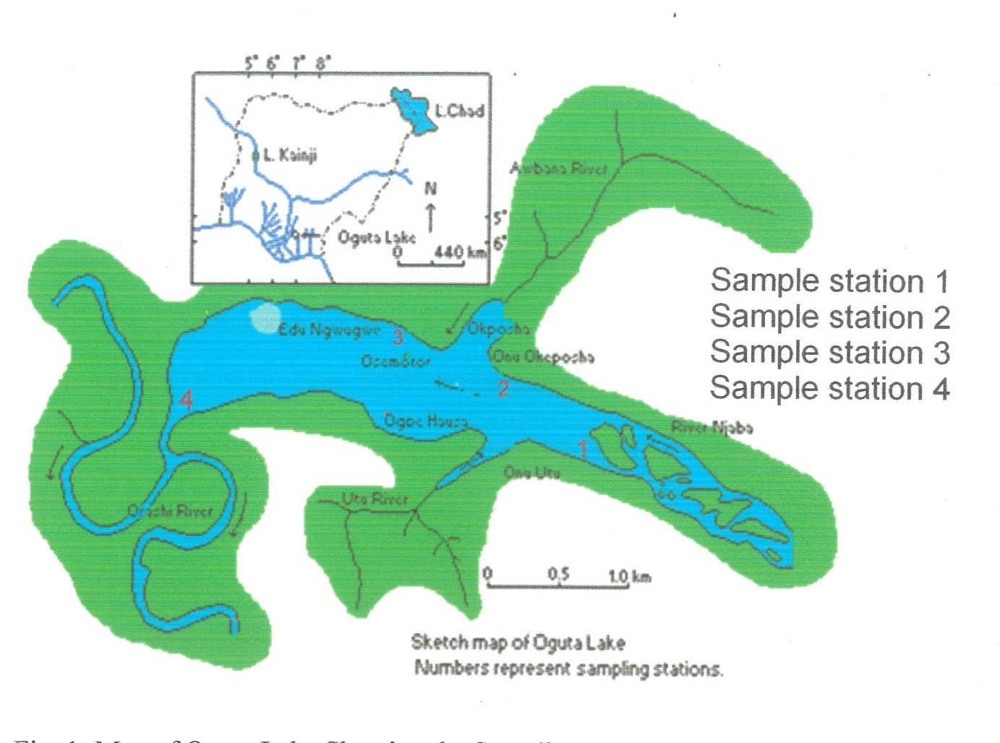 5° 6° 7° 8°
L.Chad
L. Kainji
N
Oguta Lake
0 440 km
5°
6°
Awbana River
Sample station 1
Sample station 2
Sample station 3
Sample station 4
Edu Ngwugwe
3
Okposha
Osemotor
Onu Okeposha
2
4
Ogbe Hausa
River Njaba
1
Onu Utu
Utu River
Orashi River
0 0.5 1.0 km
Sketch map of Oguta Lake
Numbers represent sampling stations.